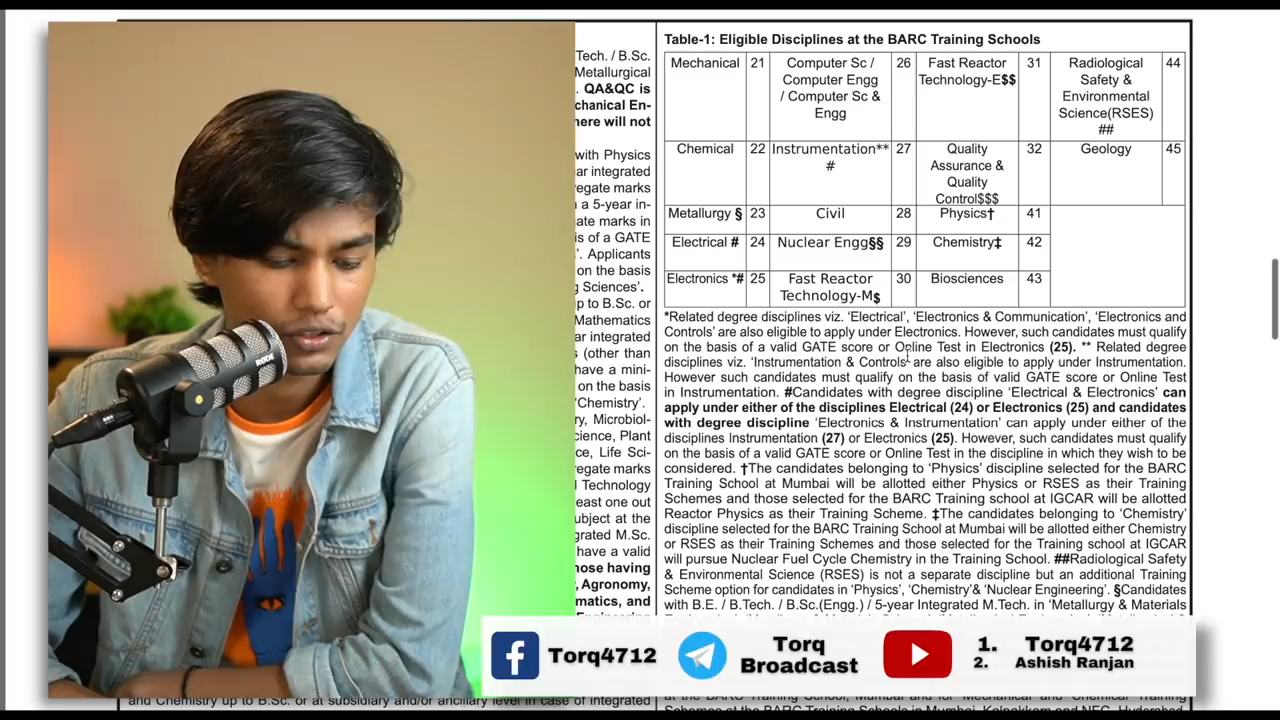 Tech. / B.Sc.
Metallurgical
. QA&QC is
chanical En-
here will not
with Physics
ar integrated
regate marks
a 5-year in-
ate marks in
is of a GATE
’. Applicants
on the basis
g Sciences’.
up to B.Sc. or
Mathematics
ar integrated
s (other than
have a mini-
on the basis
‘Chemistry’.
ry, Microbiol-
cience, Plant
ce, Life Sci-
regate marks
l Technology
east one out
ubject at the
grated M.Sc.
have a valid
hose having
, Agronomy,
matics, and
and Chemistry up to B.Sc. or at subsidiary and/or ancillary level in case of integrated
Table-1: Eligible Disciplines at the BARC Training Schools
Mechanical 21 Computer Sc / 26 Fast Reactor 31 Radiological 44
Computer Engg Technology-E$$ Safety &
/ Computer Sc & Environmental
Engg Science(RSES)
##
Chemical 22 Instrumentation** 27 Quality 32 Geology 45
# Assurance &
Quality
Control$$$
Metallurgy § 23 Civil 28 Physics† 41
Electrical # 24 Nuclear Engg§§ 29 Chemistry‡ 42
Electronics *# 25 Fast Reactor 30 Biosciences 43
Technology-M$
*Related degree disciplines viz. ‘Electrical’, ‘Electronics & Communication’, ‘Electronics and
Controls’ are also eligible to apply under Electronics. However, such candidates must qualify
on the basis of a valid GATE score or Online Test in Electronics (25). ** Related degree
disciplines viz. ‘Instrumentation & Controls’ are also eligible to apply under Instrumentation.
However such candidates must qualify on the basis of valid GATE score or Online Test
in Instrumentation. #Candidates with degree discipline ‘Electrical & Electronics’ can
apply under either of the disciplines Electrical (24) or Electronics (25) and candidates
with degree discipline ‘Electronics & Instrumentation’ can apply under either of the
disciplines Instrumentation (27) or Electronics (25). However, such candidates must qualify
on the basis of a valid GATE score or Online Test in the discipline in which they wish to be
considered. †The candidates belonging to ‘Physics’ discipline selected for the BARC
Training School at Mumbai will be allotted either Physics or RSES as their Training
Schemes and those selected for the BARC Training school at IGCAR will be allotted
Reactor Physics as their Training Scheme. ‡The candidates belonging to ‘Chemistry’
discipline selected for the BARC Training School at Mumbai will be allotted either Chemistry
or RSES as their Training Schemes and those selected for the Training school at IGCAR
will pursue Nuclear Fuel Cycle Chemistry in the Training School. ##Radiological Safety
& Environmental Science (RSES) is not a separate discipline but an additional Training
Scheme option for candidates in ‘Physics’, ‘Chemistry’& ‘Nuclear Engineering’. §Candidates
with B.E. / B.Tech. / B.Sc.(Engg.) / 5-year Integrated M.Tech. in ‘Metallurgy & Materials
RØDE
Torq4712
Torq
Broadcast
1. Torq4712
2. Ashish Ranjan